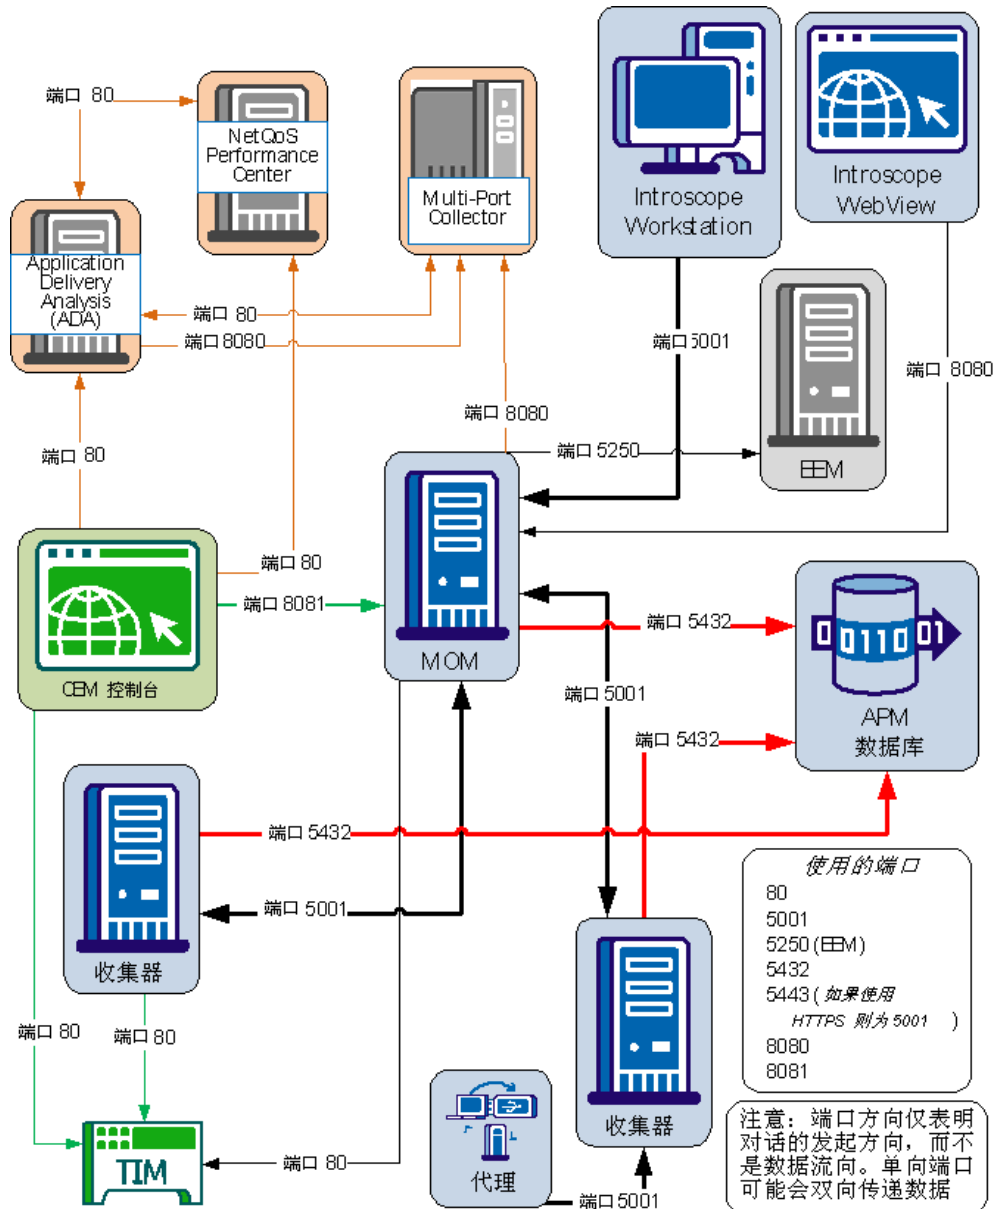 端口 80
NetQoS
Performance
Center
Multi-Port
Collector
Introscope
Workstation
Introscope
WebView
Application
Delivery
Analysis
(ADA)
端口 80
端口 8080
端口 5001
端口 8080
端口 8080
端口 5250
端口 80
EEM
端口 80
端口 8081
MOM
端口 5432
CEM 控制台
端口 5001
APM
数据库
端口 5432
端口 5432
端口 5001
收集器
使用的端口
80
5001
5250 (EEM)
5432
5443 ( 如果使用
HTTPS 则为 5001 )
8080
8081
端口 80
端口 80
收集器
TIM
端口 80
代理
端口 5001
注意：端口方向仅表明
对话的发起方向，而不
是数据流向。单向端口
可能会双向传递数据
0
0110
01